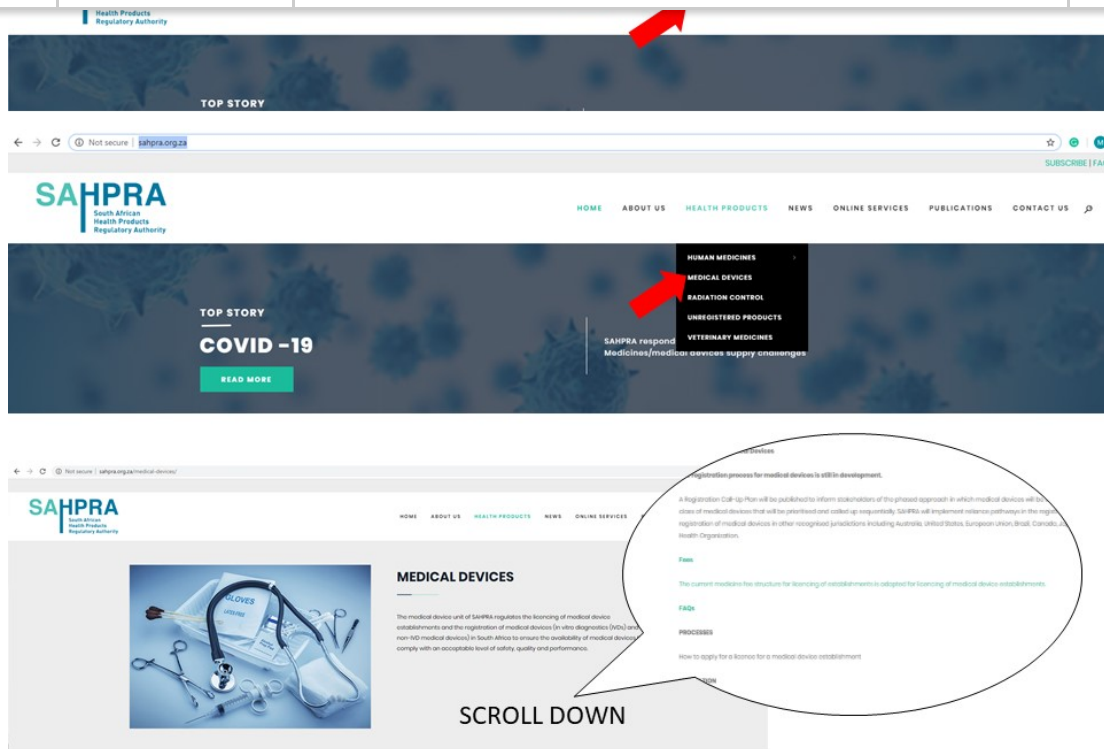 Health Products
Regulatory Authority
TOP STORY
Not secure | sahpra.org.za
SUBSCRIBE | FA
SAHPRA
South African
Health Products
Regulatory Authority
HOME ABOUT US HEALTH PRODUCTS NEWS ONLINE SERVICES PUBLICATIONS CONTACT US
HUMAN MEDICINES
MEDICAL DEVICES
RADIATION CONTROL
UNREGISTERED PRODUCTS
VETERINARY MEDICINES
TOP STORY
COVID -19
READ MORE
SAHPRA respond
Medicines/medical devices supply challenges
Not secure | sahpra.org.za/medical-devices/
SAHPRA
South African
Health Products
Regulatory Authority
HOME ABOUT US HEALTH PRODUCTS NEWS ONLINE SERVICES
MEDICAL DEVICES
The medical device unit of SAHPRA regulates the licencing of medical device
establishments and the registration of medical devices (in vitro diagnostics (IVDs) and
non-IVD medical devices) in South Africa to ensure the availability of medical devices
comply with an acceptable level of safety, quality and performance.
GLOVES
LATEX FREE
SCROLL DOWN
Devices
registration process for medical devices is still in development.
A Registration Call-Up Plan will be published to inform stakeholders of the phased approach in which medical devices will be
class of medical devices that will be prioritised and called up sequentially. SAHPRA will implement reliance pathways in the
registration of medical devices in other recognised jurisdictions including Australia, United States, European Union, Brazil, Canada,
Health Organization.
Fees
The current medicine fee structure for licencing of establishments is adopted for licencing of medical device establishments
FAQs
PROCESSES
How to apply for a licence for a medical device establishment